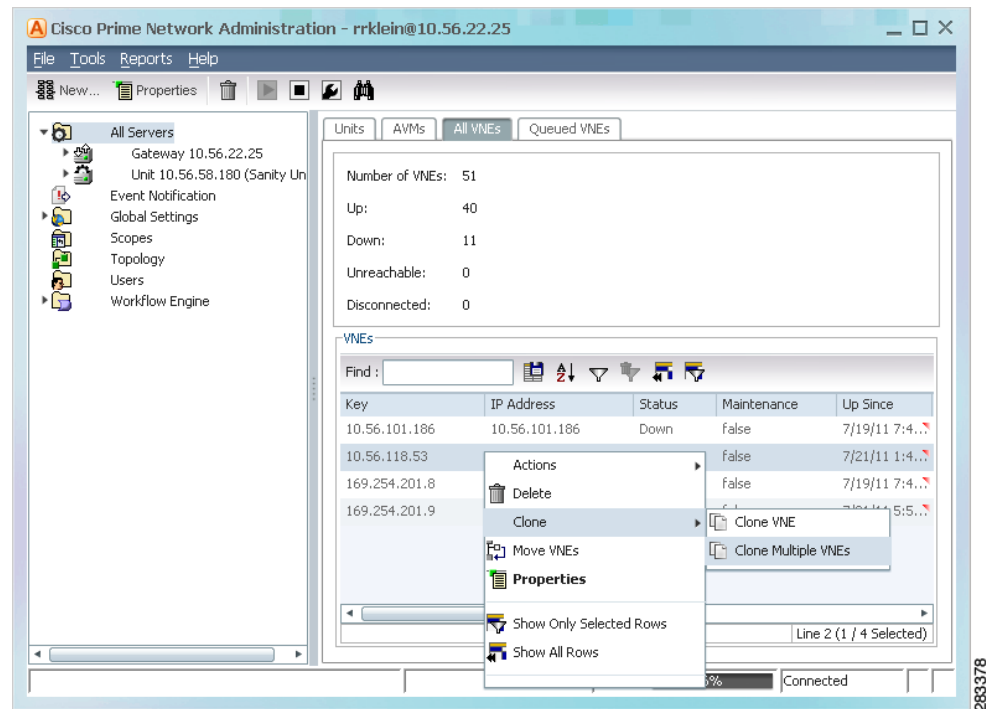 Cisco Prime Network Administration - rrklein@10.56.22.25
File Tools Reports Help
New... Properties
All Servers
Gateway 10.56.22.25
Unit 10.56.58.180 (Sanity Un
Event Notification
Global Settings
Scopes
Topology
Users
Workflow Engine
Units AVMs All VNEs Queued VNEs
Number of VNEs: 51
Up: 40
Down: 11
Unreachable: 0
Disconnected: 0
VNEs
Find :
Key IP Address Status Maintenance Up Since
10.56.101.186 10.56.101.186 Down false 7/19/11 7:4...
10.56.118.53 false 7/21/11 1:4...
169.254.201.8 false 7/19/11 7:4...
169.254.201.9 5:5...
Actions
Delete
Clone
Move VNEs
Properties
Show Only Selected Rows
Show All Rows
Clone VNE
Clone Multiple VNEs
Line 2 (1 / 4 Selected)
% Connected
283378